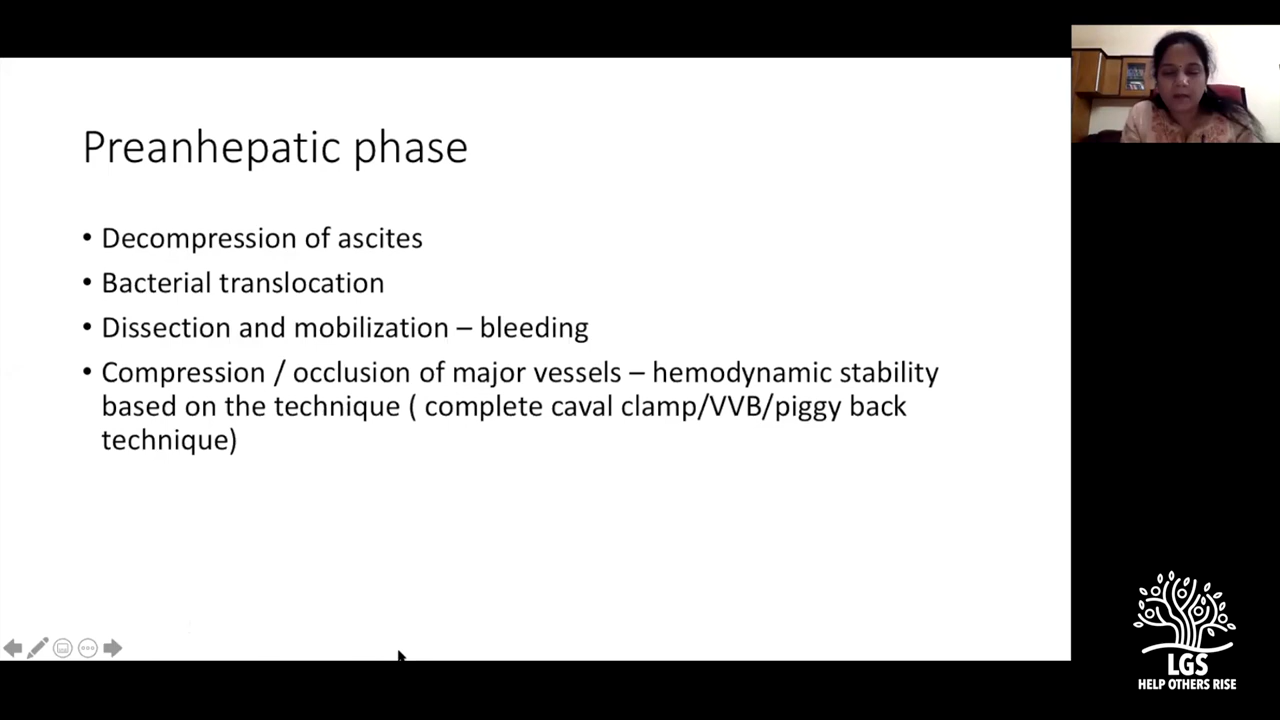 Preanhepatic phase
• Decompression of ascites
• Bacterial translocation
• Dissection and mobilization – bleeding
• Compression / occlusion of major vessels – hemodynamic stability
based on the technique ( complete caval clamp/VVB/piggy back
technique)
LGS
HELP OTHERS RISE